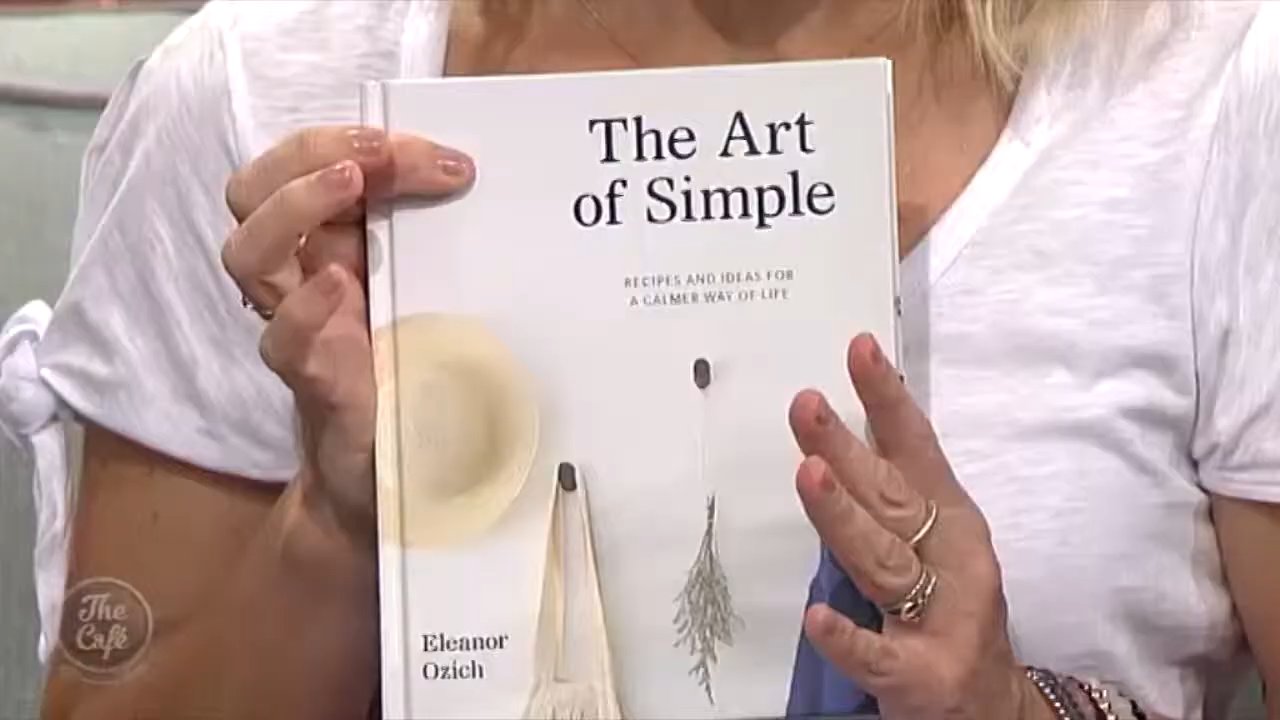 The Art
of Simple
RECIPES AND IDEAS FOR
A CALMER WAY OF LIFE
Eleanor
Ozich
The
Café